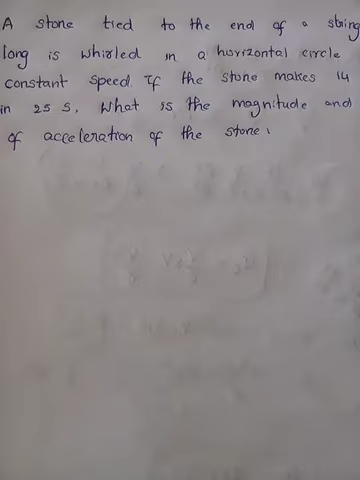 A stone tied to the end of a string
long is whirled in a horizontal circle
constant speed. If the stone makes 14
in 25 s. What is the magnitude and
of acceleration of the stone.